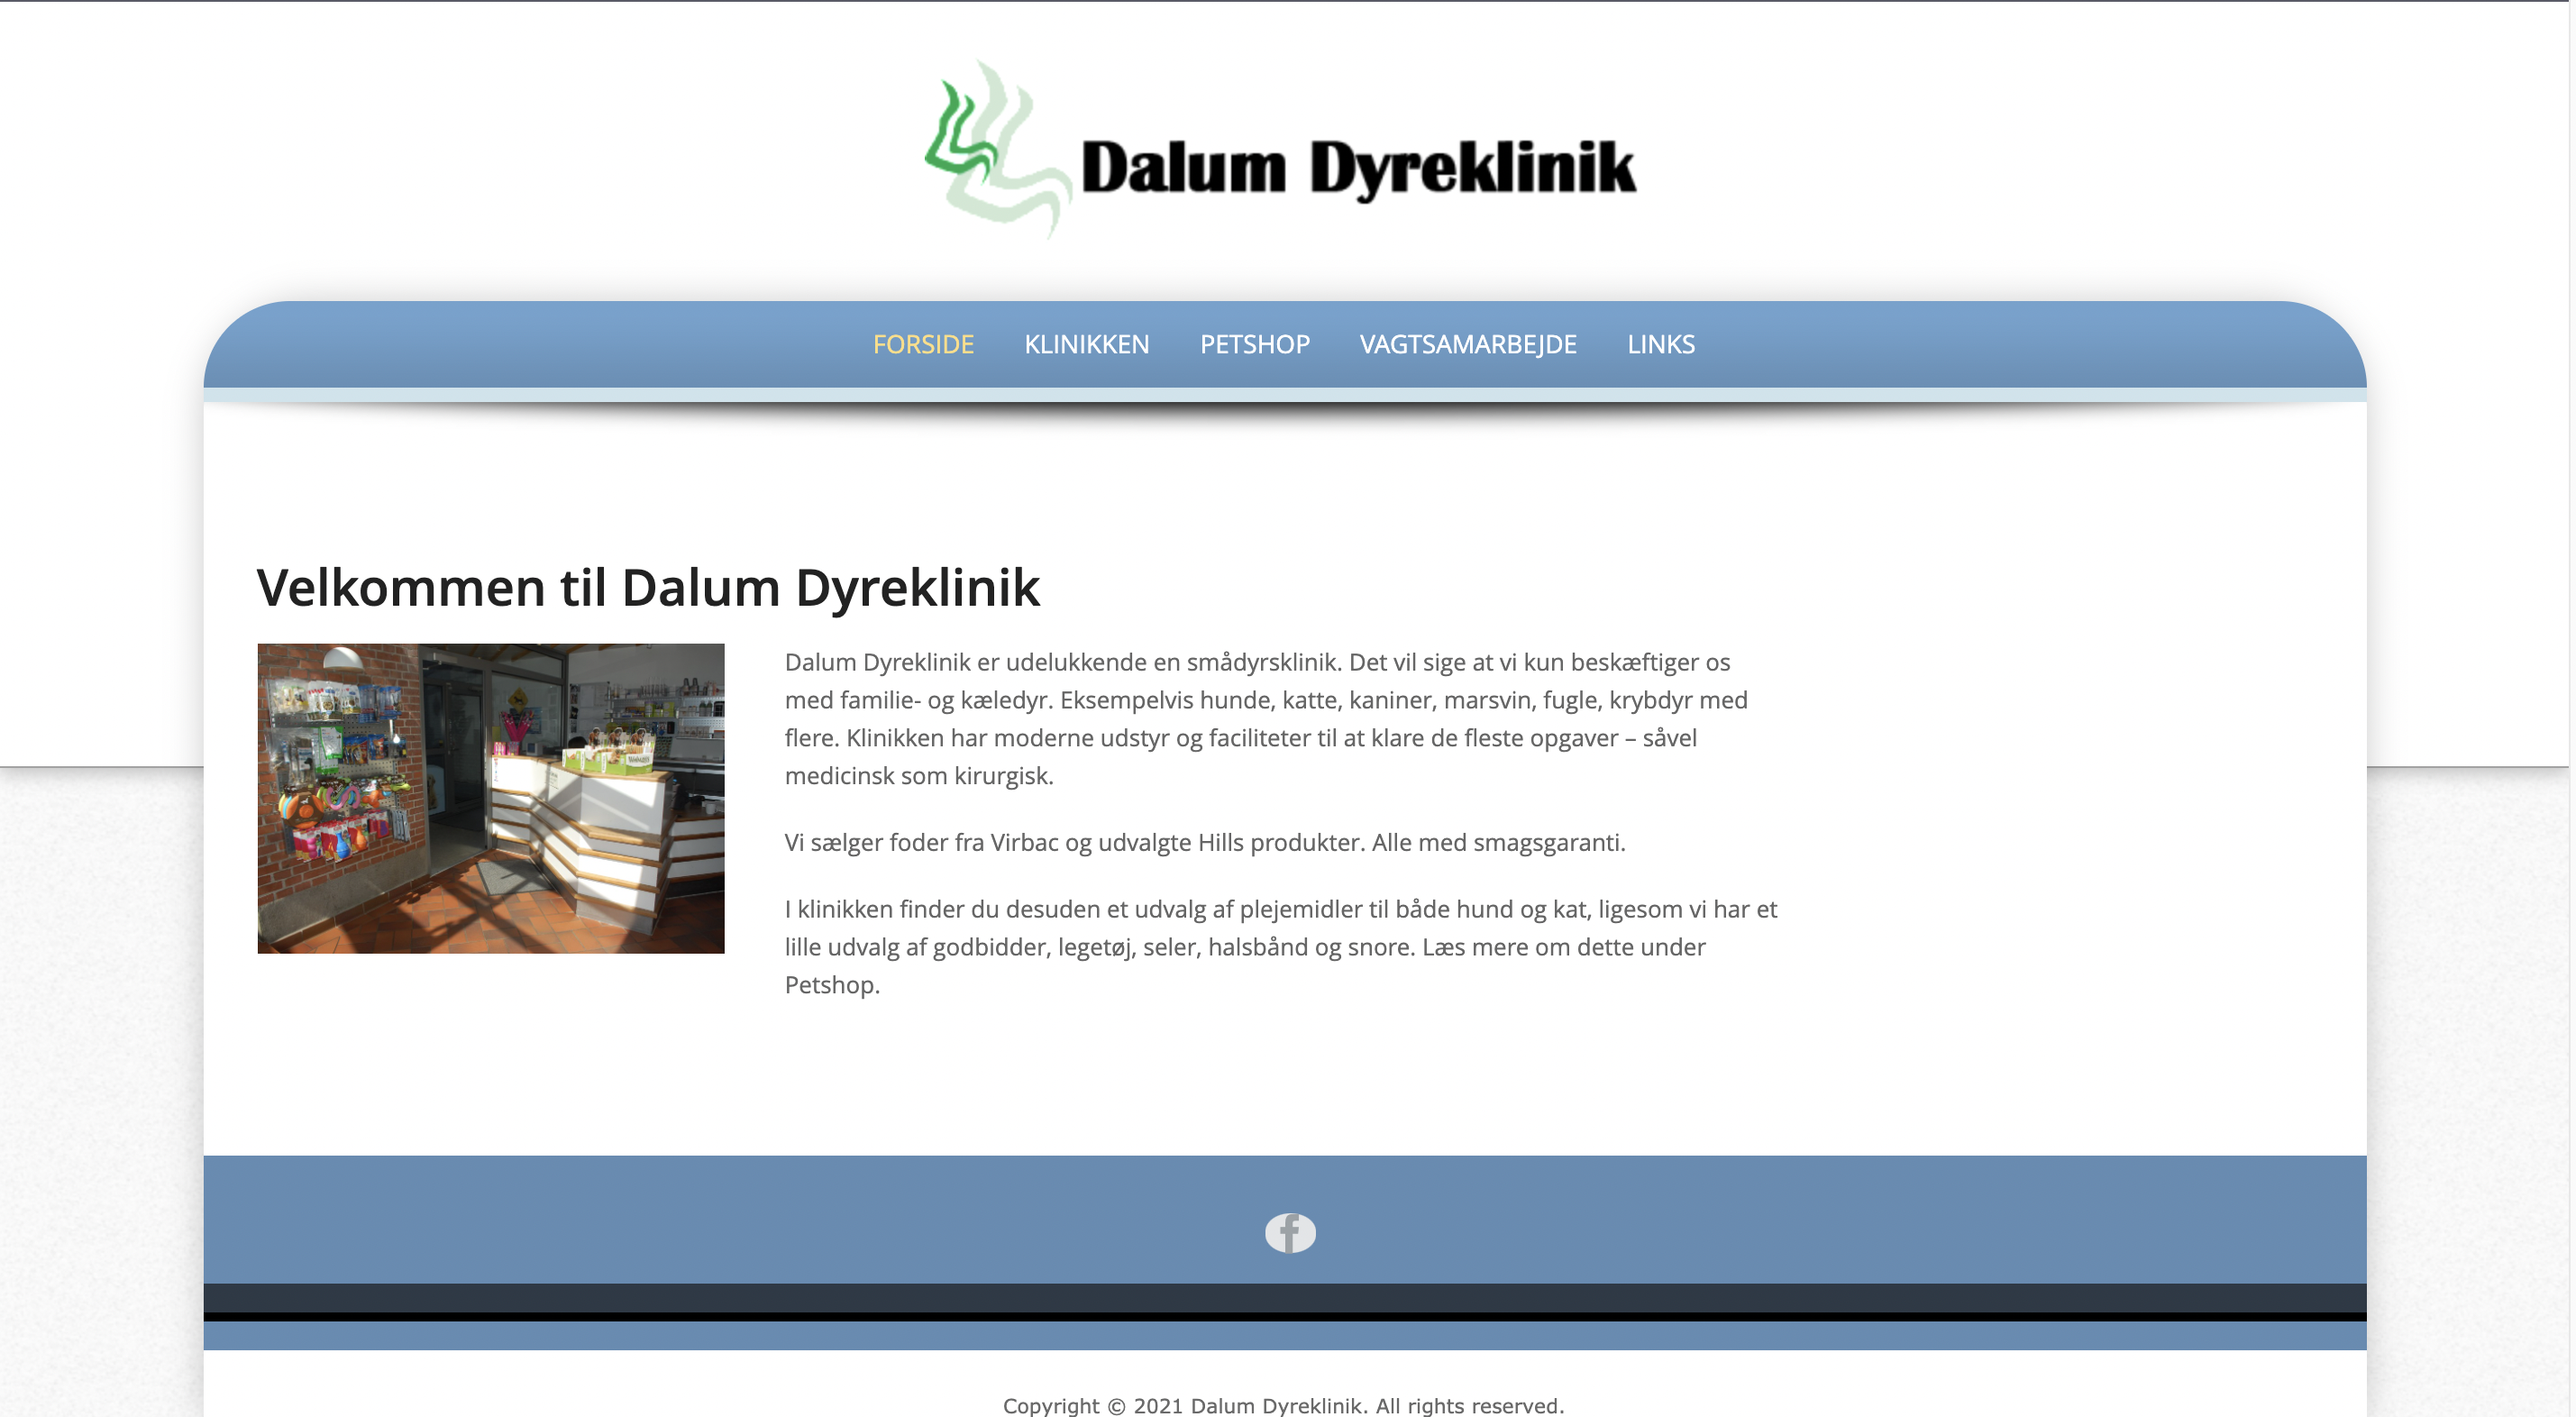 Dalum Dyreklinik
FORSIDE KLINIKKEN PETSHOP VAGTSAMARBEJDE LINKS
Velkommen til Dalum Dyreklinik
Dalum Dyreklinik er udelukkende en smådyrsklinik. Det vil sige at vi kun beskæftiger os
med familie- og kæledyr. Eksempelvis hunde, katte, kaniner, marsvin, fugle, krybdyr med
flere. Klinikken har moderne udstyr og faciliteter til at klare de fleste opgaver – såvel
medicinsk som kirurgisk.
Vi sælger foder fra Virbac og udvalgte Hills produkter. Alle med smagsgaranti.
I klinikken finder du desuden et udvalg af plejemidler til både hund og kat, ligesom vi har et
lille udvalg af godbidder, legetøj, seler, halsbånd og snore. Læs mere om dette under
Petshop.
Copyright © 2021 Dalum Dyreklinik. All rights reserved.